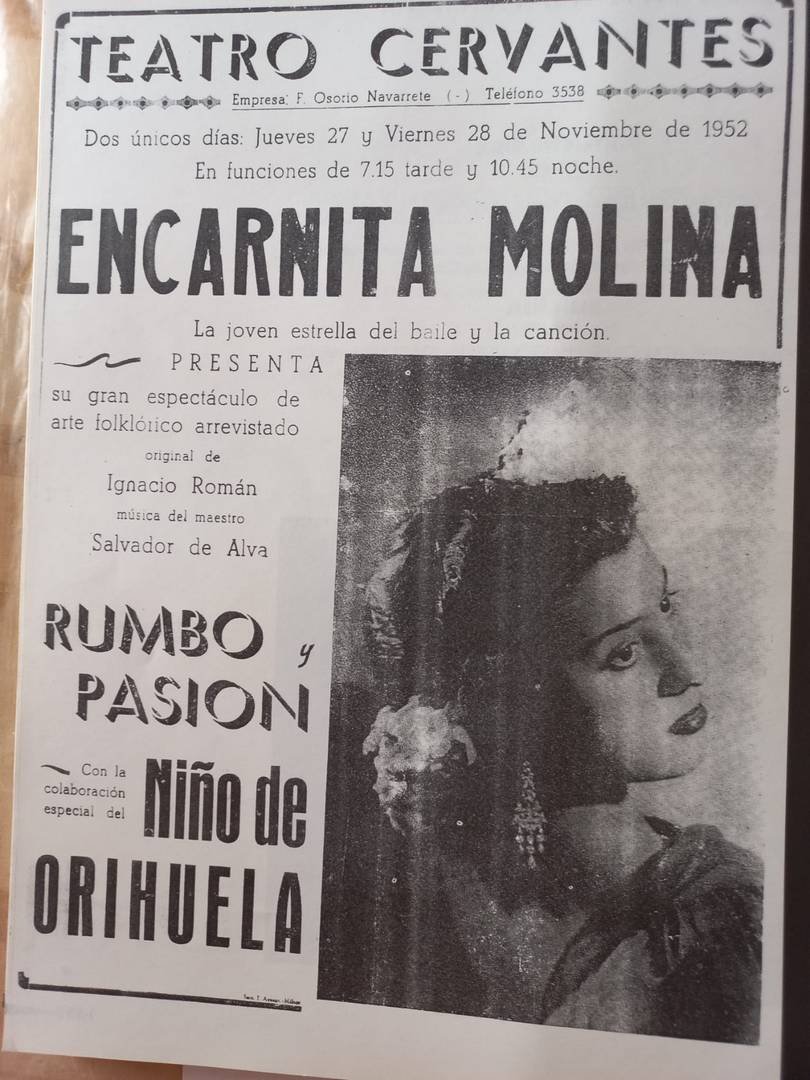 TEATRO CERVANTES
Empresa: F. Osorio Navarrete (-) Teléfono 3538
Dos únicos días: Jueves 27 y Viernes 28 de Noviembre de 1952
En funciones de 7.15 tarde y 10.45 noche.
ENCARNITA MOLINA
La joven estrella del baile y la canción.
PRESENTA
su gran espectáculo de
arte folklórico arrevistado
original de
Ignacio Román
música del maestro
Salvador de Alva
RUMBO y
PASION
Con la
colaboración
especial del
Niño de
ORIHUELA